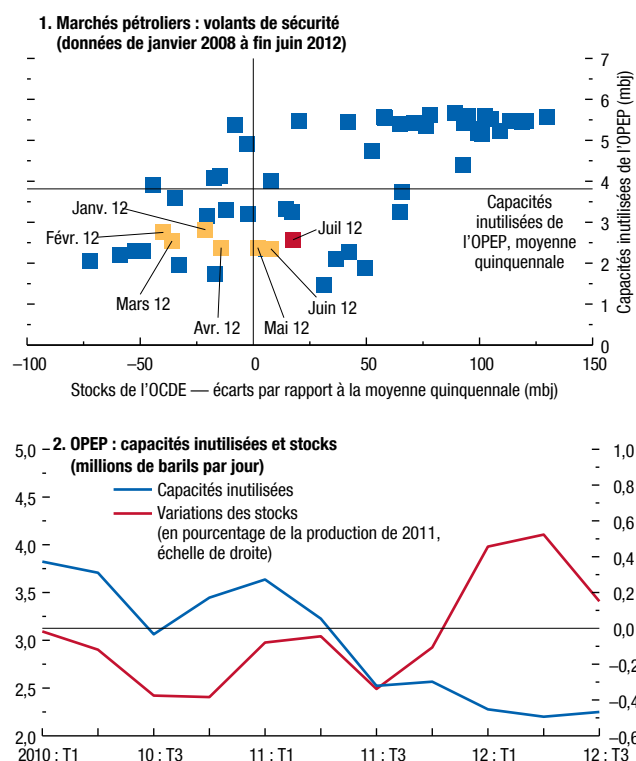 1. Marchés pétroliers : volants de sécurité
(données de janvier 2008 à fin juin 2012)
7
6
5
4
3
2
1
0
Capacités inutilisées de l’OPEP (mbj)
Capacités
inutilisées de
l’OPEP, moyenne
quinquennale
Janv. 12
Févr. 12
Mars 12
Avr. 12
Mai 12
Juin 12
Juil 12
–100
–50
0
50
100
150
Stocks de l’OCDE — écarts par rapport à la moyenne quinquennale (mbj)
2. OPEP : capacités inutilisées et stocks
(millions de barils par jour)
Capacités inutilisées
Variations des stocks
(en pourcentage de la production de 2011,
échelle de droite)
5,0
4,5
4,0
3,5
3,0
2,5
2,0
1,0
0,8
0,6
0,4
0,2
0,0
–0,2
–0,4
–0,6
2010 : T1
10 : T3
11 : T1
11 : T3
12 : T1
12 : T3